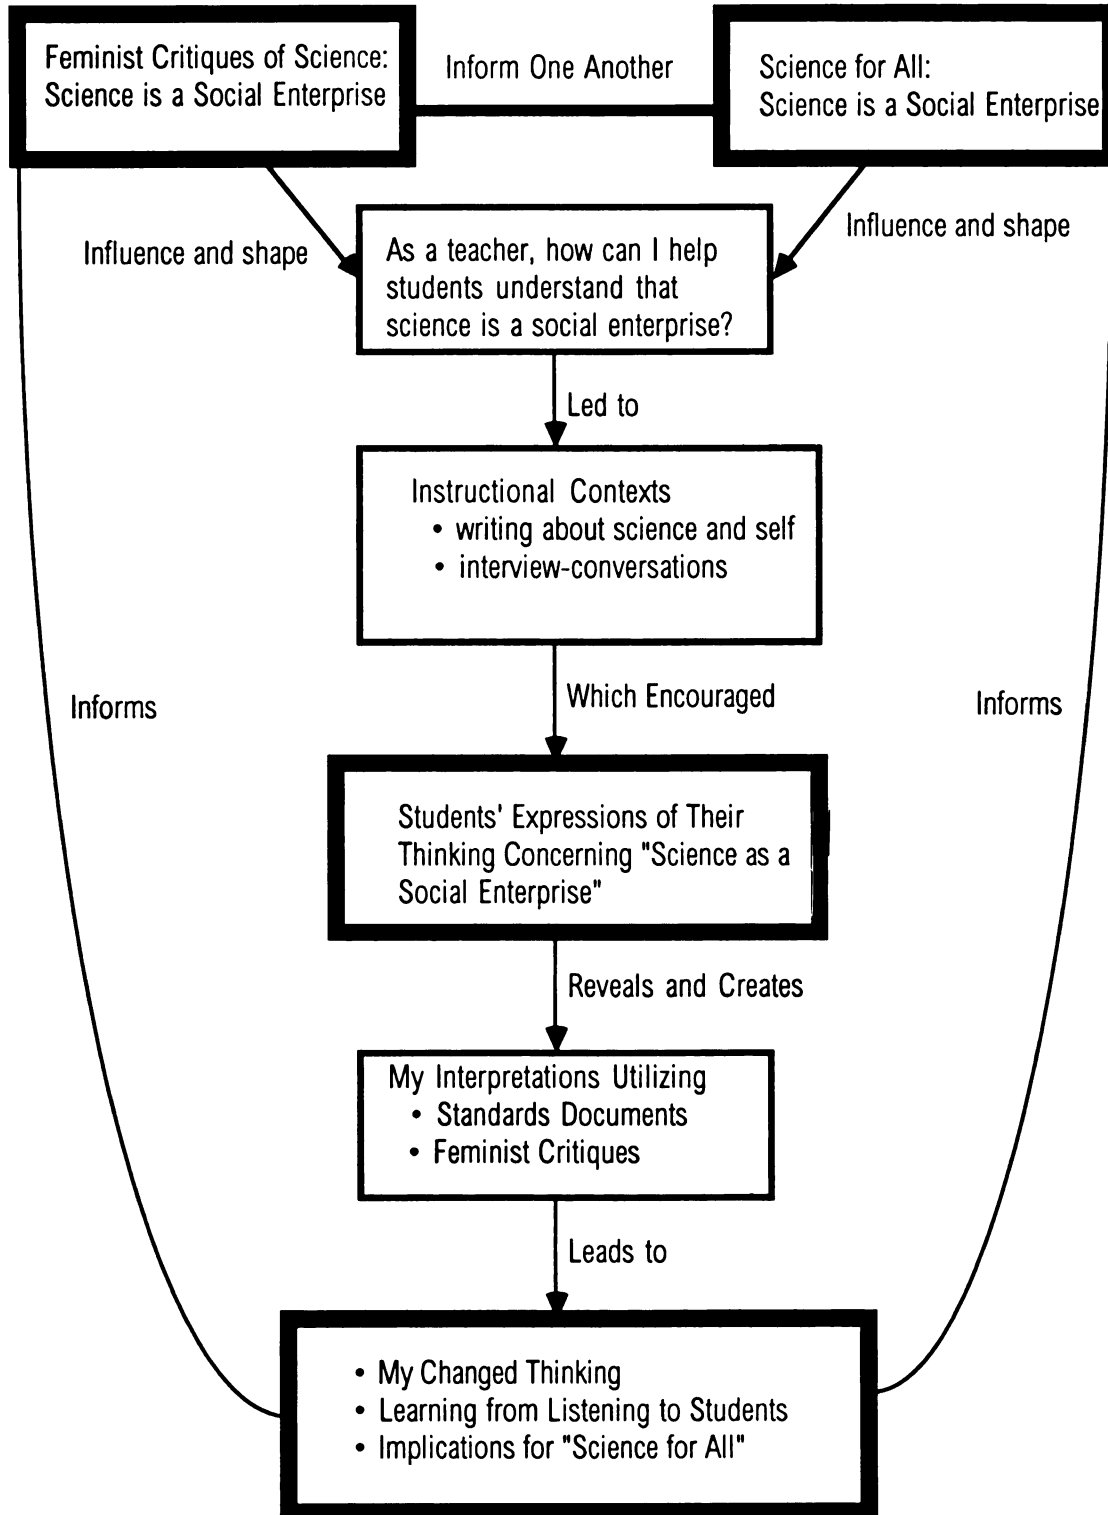 Feminist Critiques of Science:
Science is a Social Enterprise
Inform One Another
Science for All:
Science is a Social Enterprise
Influence and shape
Influence and shape
As a teacher, how can I help
students understand that
science is a social enterprise?
Led to
Instructional Contexts
• writing about science and self
• interview-conversations
Which Encouraged
Informs
Informs
Students' Expressions of Their
Thinking Concerning "Science as a
Social Enterprise"
Reveals and Creates
My Interpretations Utilizing
• Standards Documents
• Feminist Critiques
Leads to
• My Changed Thinking
• Learning from Listening to Students
• Implications for "Science for All"